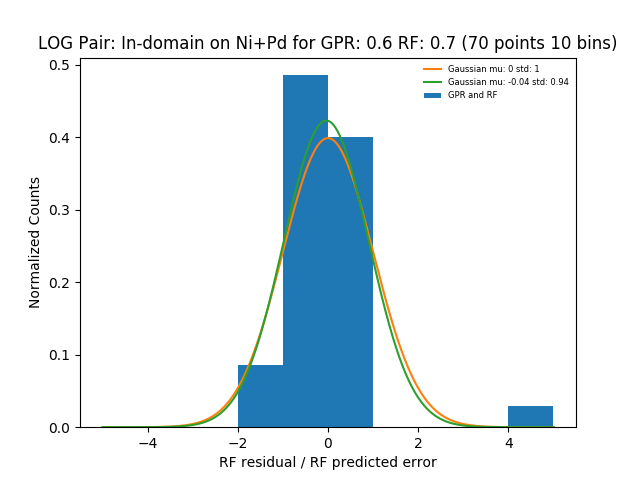 LOG Pair: In-domain on Ni+Pd for GPR: 0.6 RF: 0.7 (70 points 10 bins)
Gaussian mu: 0 std: 1
Gaussian mu: -0.04 std: 0.94
GPR and RF
Normalized Counts
0.5
0.4
0.3
0.2
0.1
0.0
−4 −2 0 2 4
RF residual / RF predicted error